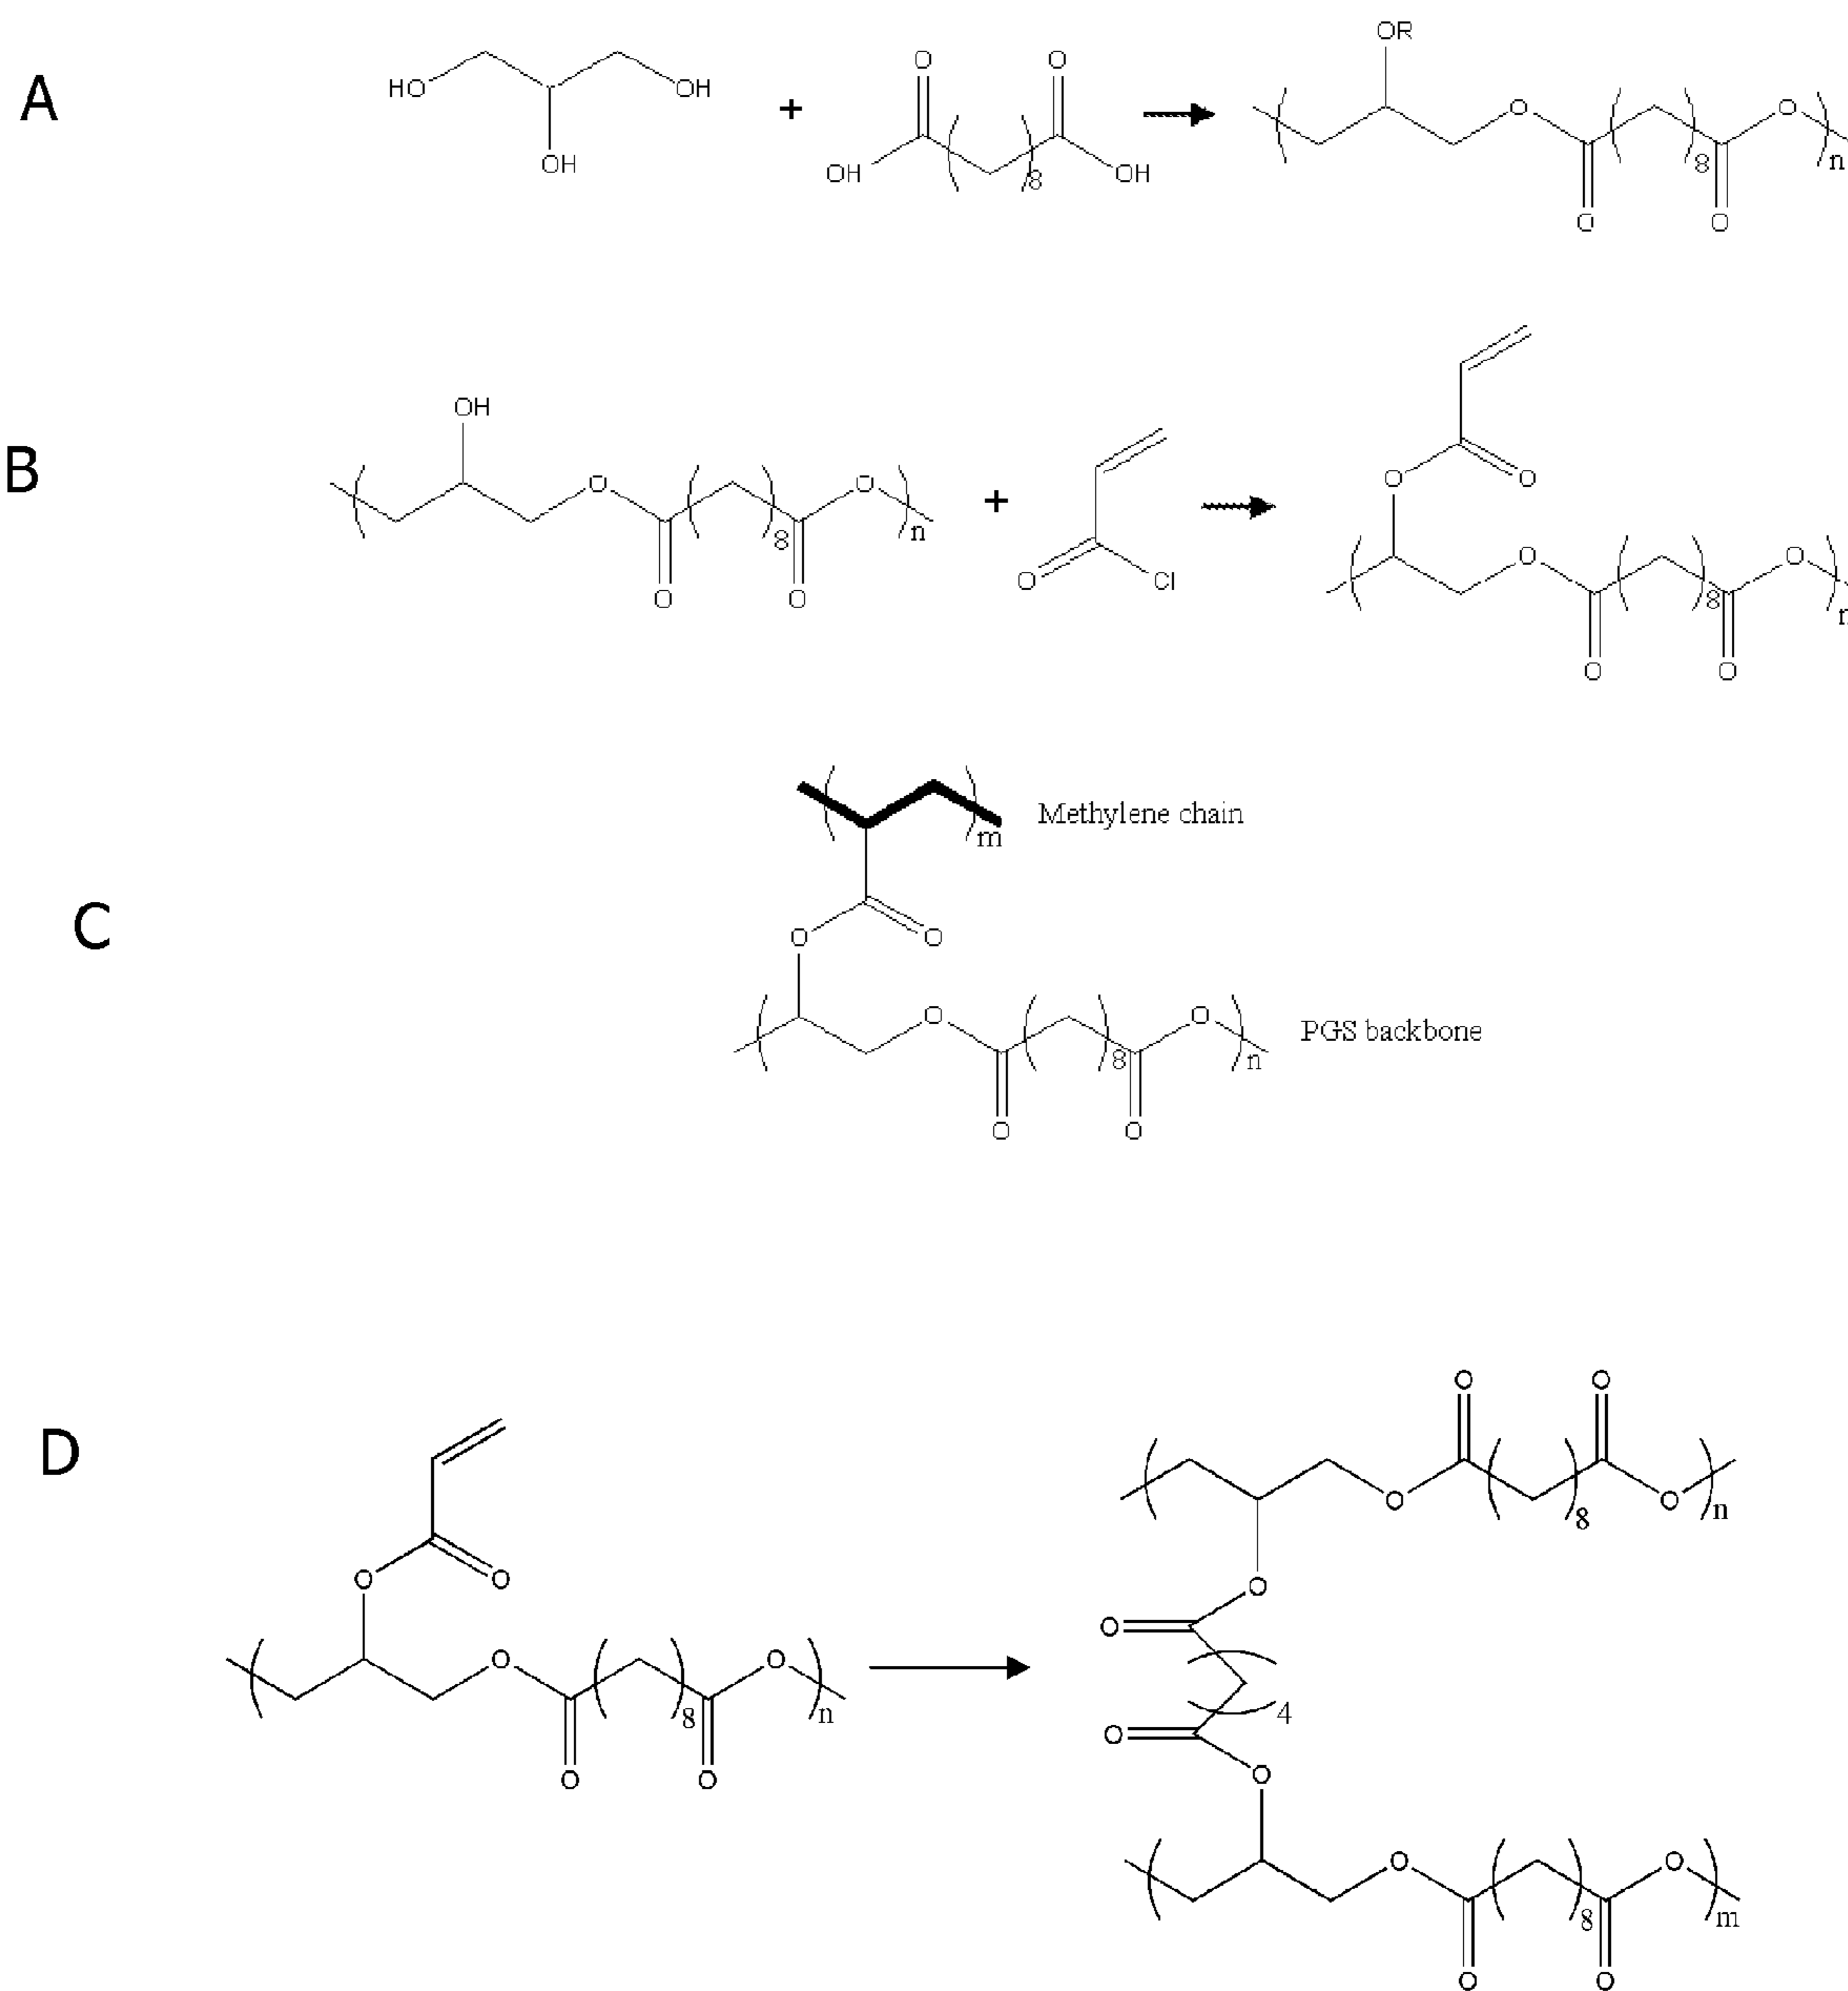 A
HO OH OH + O O OH 8 OH OR O O 8 O O n
B
OH O O 8 O O n + O Cl O O O O 8 O O n
C
m Methylene chain
O O
O O 8 O O n PGS backbone
D
O O O O 8 O O n
O O O 8 O n
O O
4
O O
O O 8 O O m